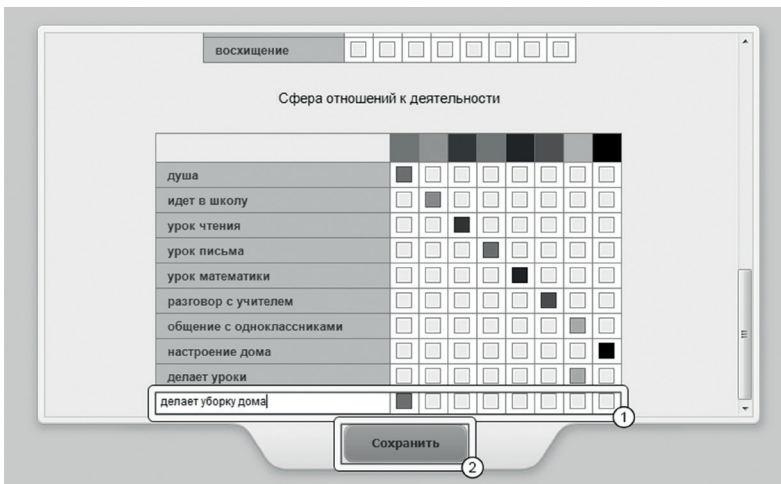 восхищение
Сфера отношений к деятельности
душа
идет в школу
урок чтения
урок письма
урок математики
разговор с учителем
общение с одноклассниками
настроение дома
делает уроки
делает уборку дома
1
Сохранить
2